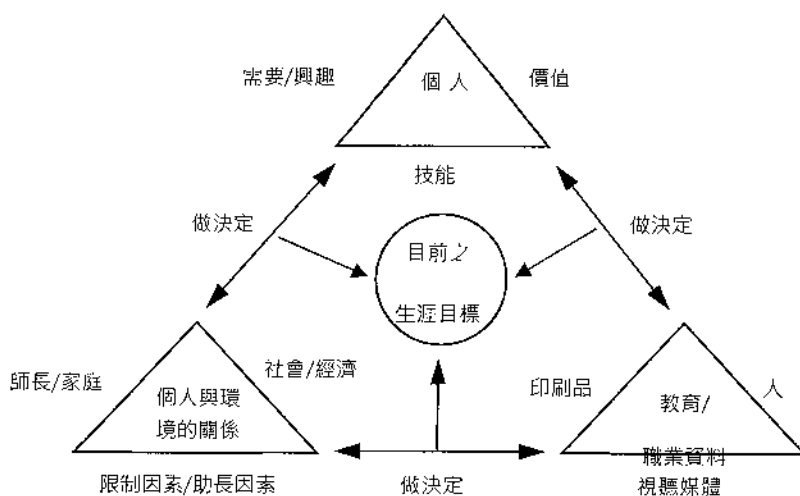 需要/興趣
個人
價值
技能
做決定
做決定
目前之
生涯目標
師長/家庭
社會/經濟
個人與環
境的關係
限制因素/助長因素
做決定
印刷品
人
教育/
職業資料
視聽媒體